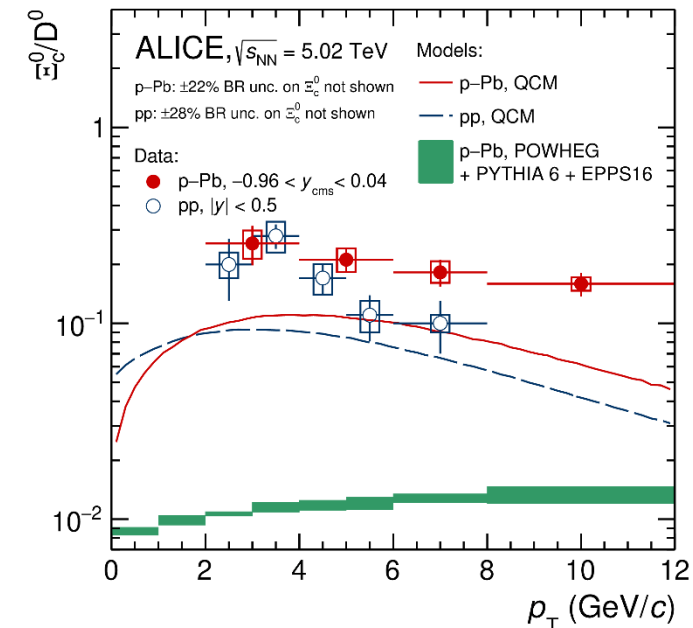 ALICE, √sNN = 5.02 TeV
p–Pb: ±22% BR unc. on Ξc0 not shown
pp: ±28% BR unc. on Ξc0 not shown
Data:
p–Pb, –0.96 < ycms < 0.04
pp, |y| < 0.5
Models:
p–Pb, QCM
pp, QCM
p–Pb, POWHEG
+ PYTHIA 6 + EPPS16
Ξc0/D0
1
10−1
10−2
0 2 4 6 8 10 12
pT (GeV/c)